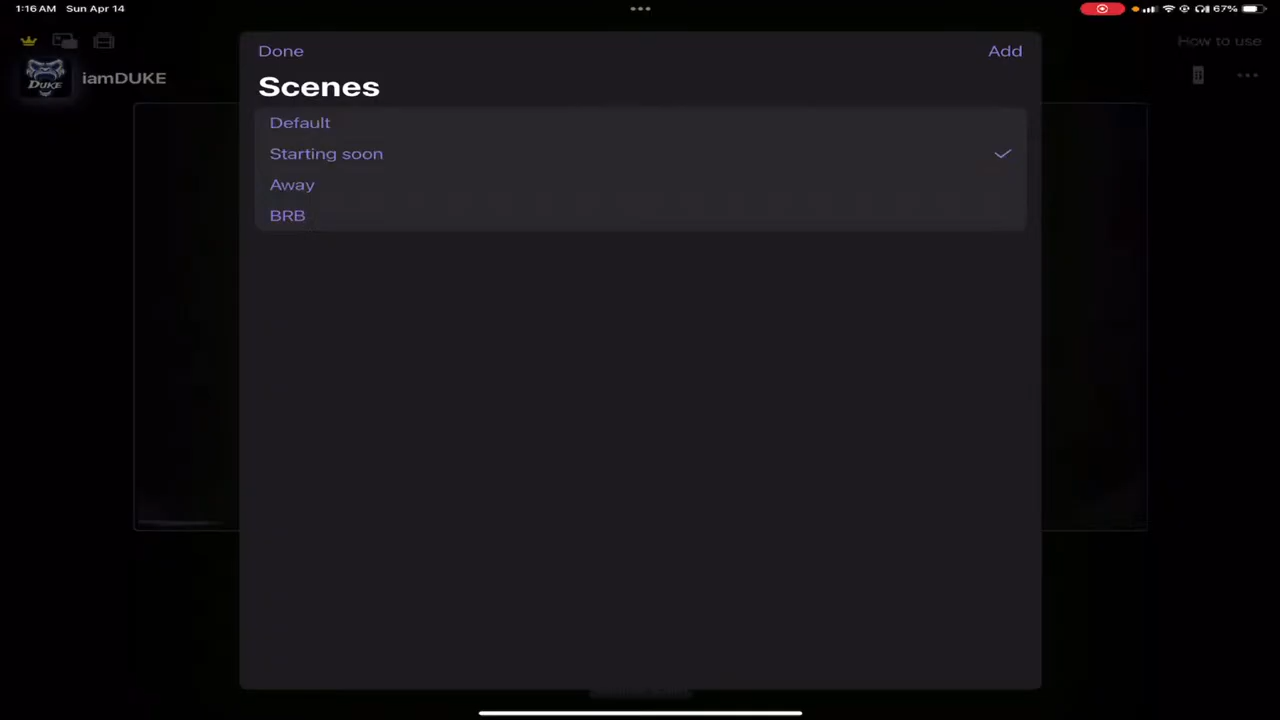 1:16 AM Sun Apr 14
67%
How to use
DUKE
iamDUKE
Done
Add
Scenes
Default
Starting soon
Away
BRB